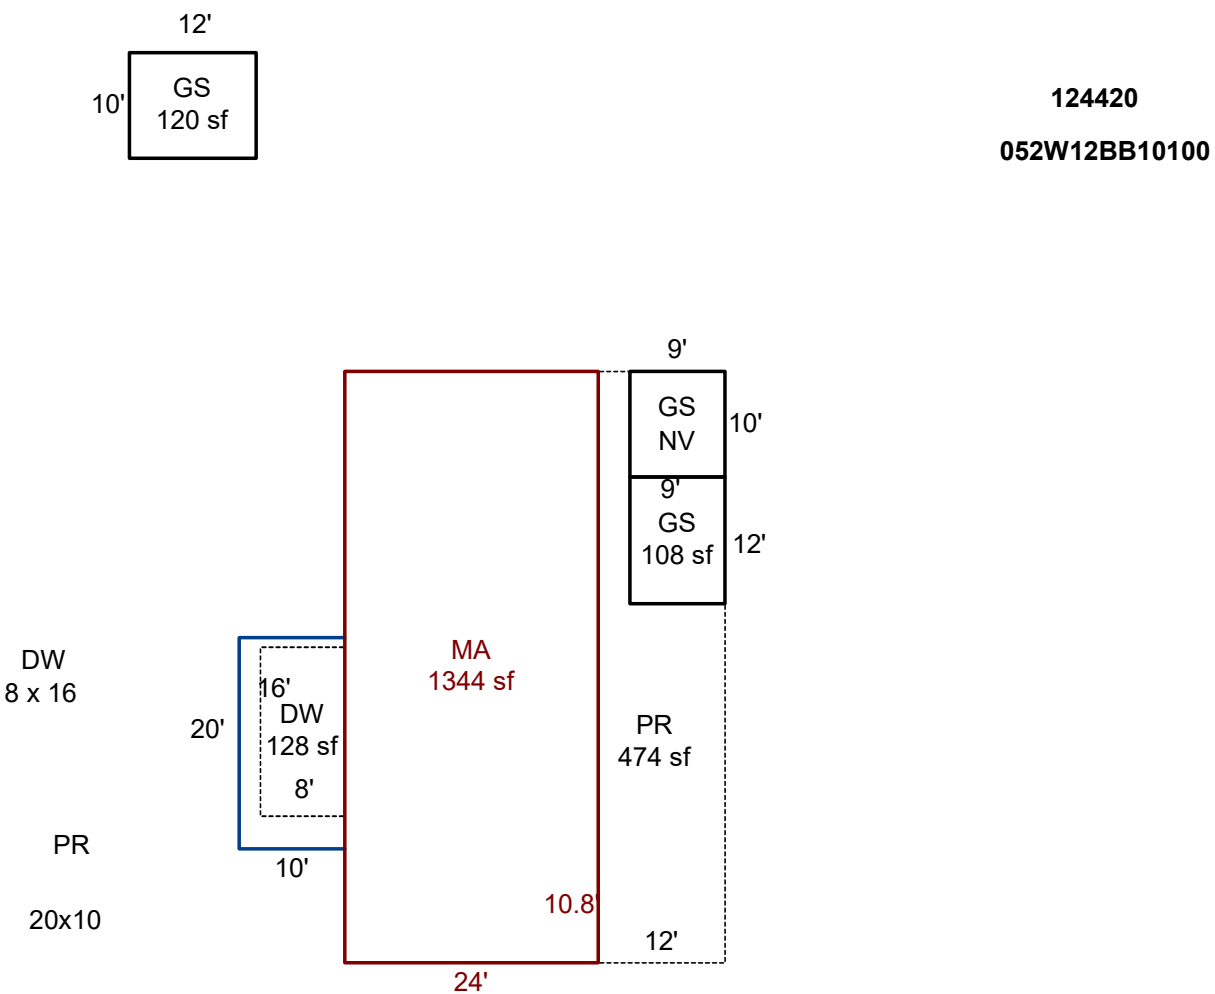 12'
10'
GS
120 sf
124420
052W12BB10100
9'
GS
NV
10'
9'
GS
108 sf
12'
MA
1344 sf
DW
8 x 16
16'
20'
DW
128 sf
8'
PR
474 sf
PR
10'
20x10
10.8'
12'
24'